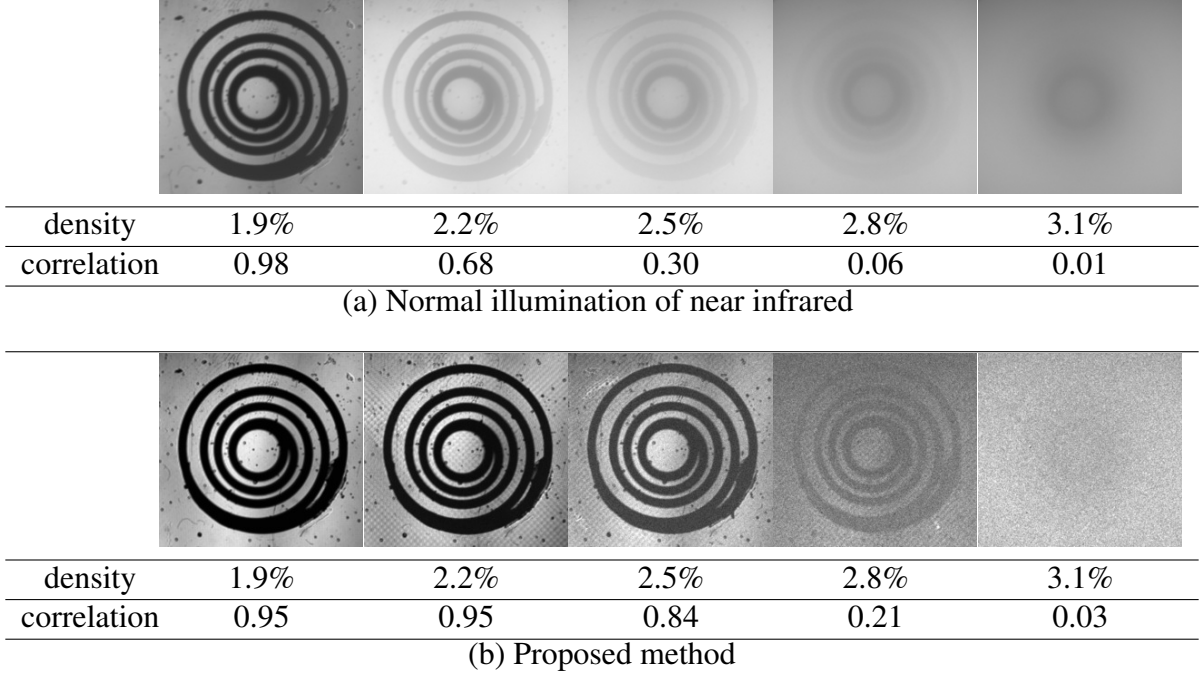 density 1.9% 2.2% 2.5% 2.8% 3.1%
correlation 0.98 0.68 0.30 0.06 0.01
(a) Normal illumination of near infrared
density 1.9% 2.2% 2.5% 2.8% 3.1%
correlation 0.95 0.95 0.84 0.21 0.03
(b) Proposed method